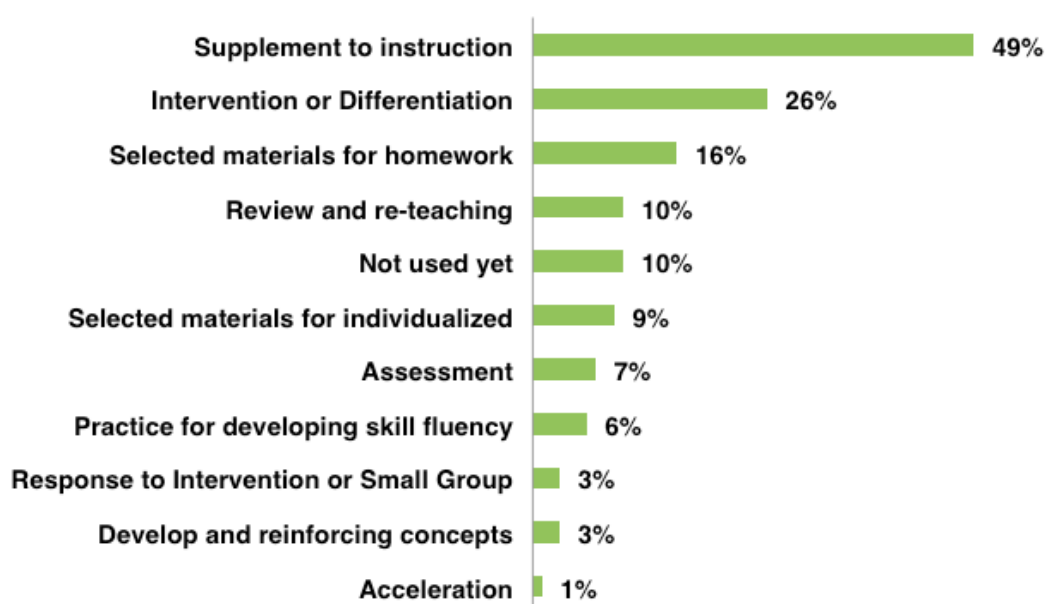 Supplement to instruction 49%
Intervention or Differentiation 26%
Selected materials for homework 16%
Review and re-teaching 10%
Not used yet 10%
Selected materials for individualized 9%
Assessment 7%
Practice for developing skill fluency 6%
Response to Intervention or Small Group 3%
Develop and reinforcing concepts 3%
Acceleration 1%